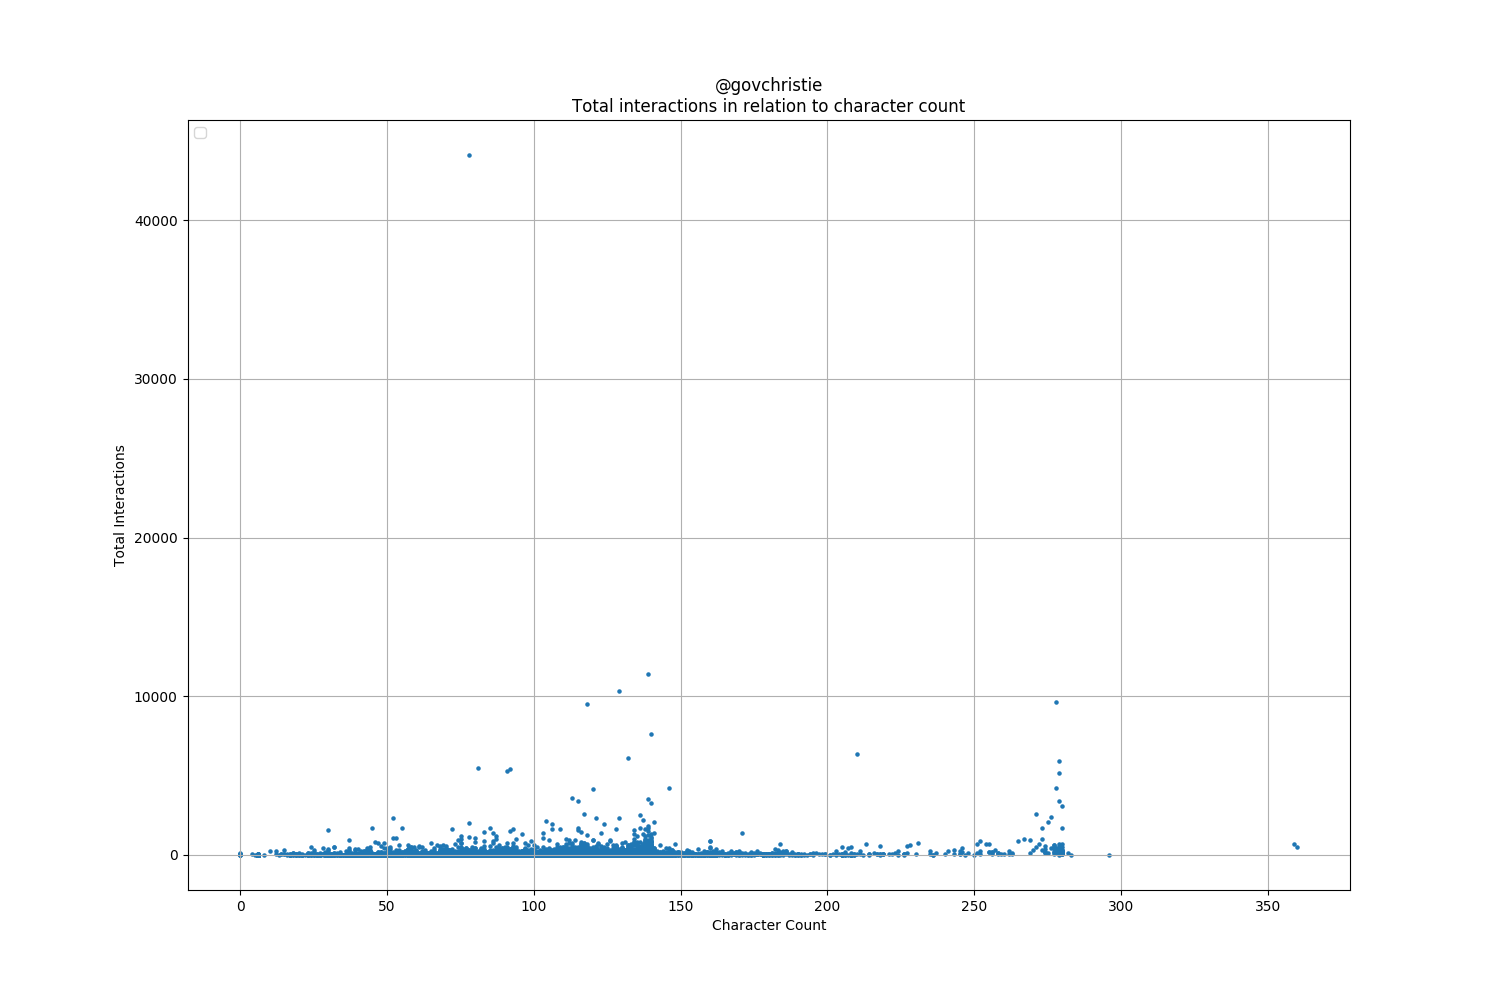 @govchristie
Total interactions in relation to character count
40000
30000
20000
10000
0
Total Interactions
0 50 100 150 200 250 300 350
Character Count